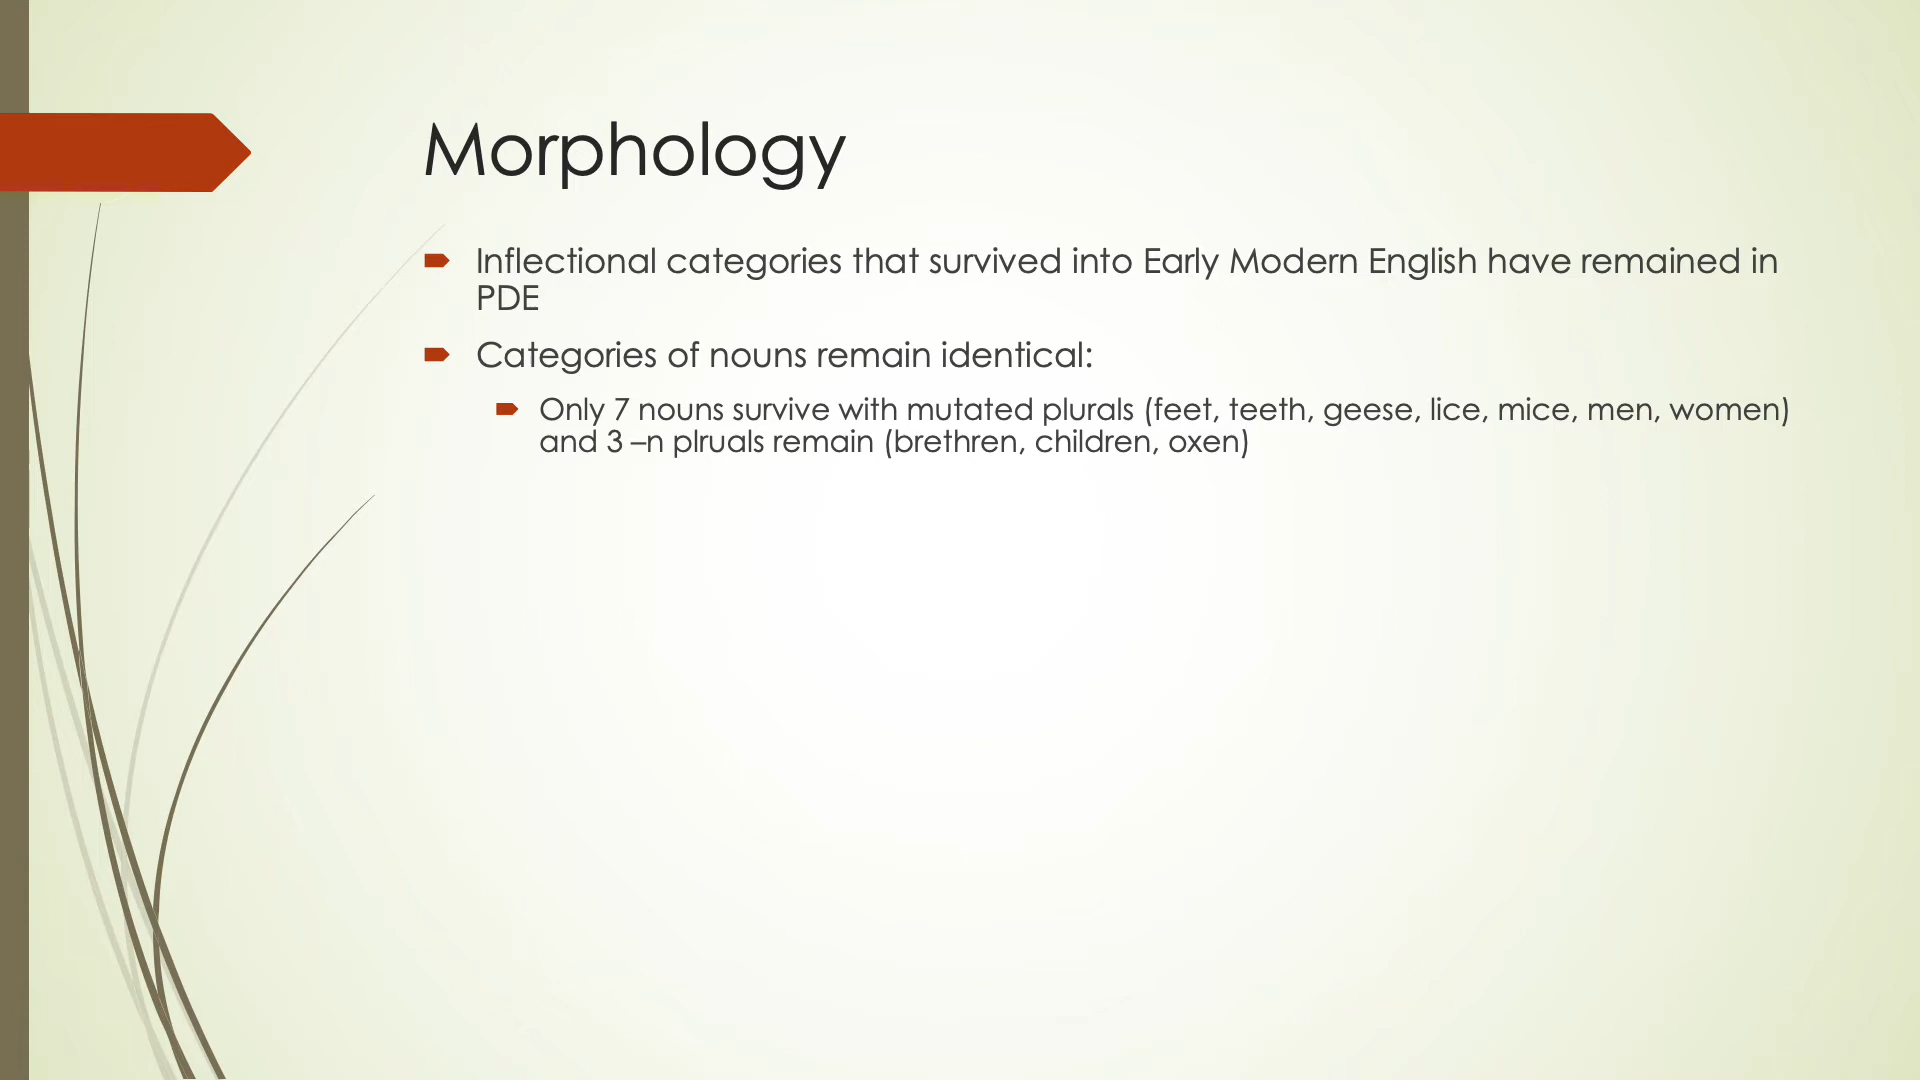 Morphology
Inflectional categories that survived into Early Modern English have remained in
PDE
Categories of nouns remain identical:
Only 7 nouns survive with mutated plurals (feet, teeth, geese, lice, mice, men, women)
and 3 –n plruals remain (brethren, children, oxen)